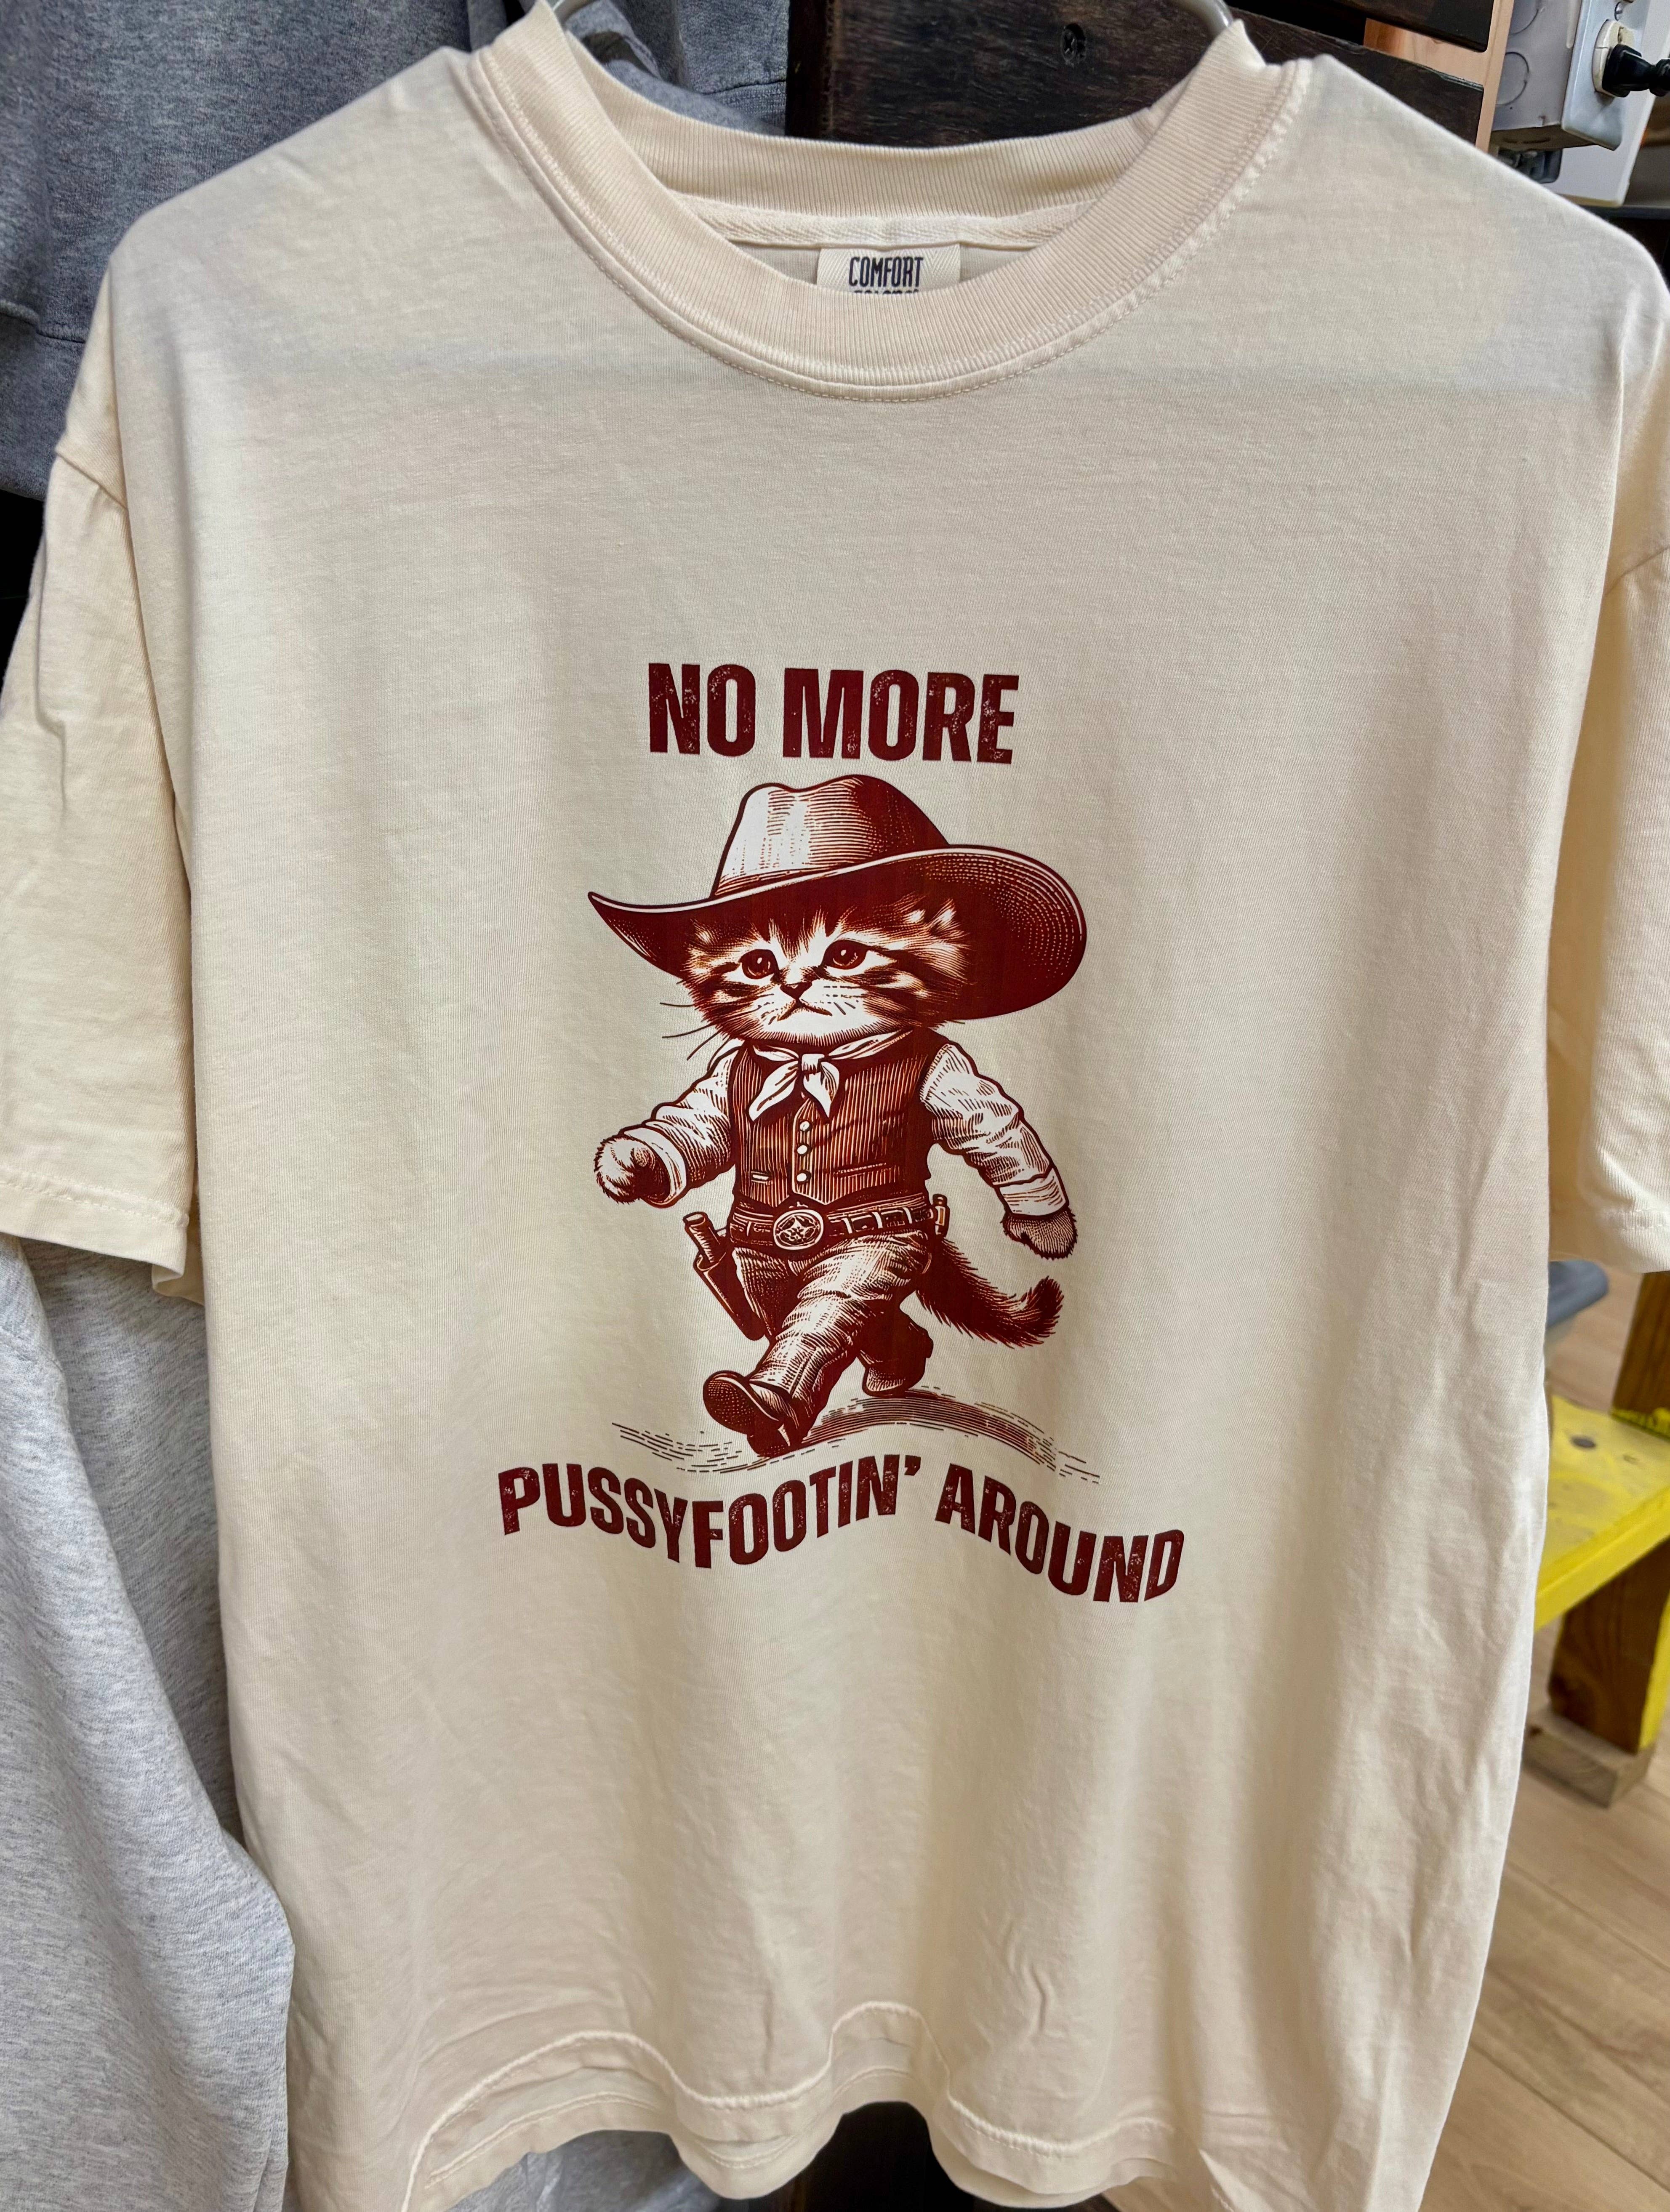 COMFORT
NO MORE
PUSSYFOOTIN' AROUND